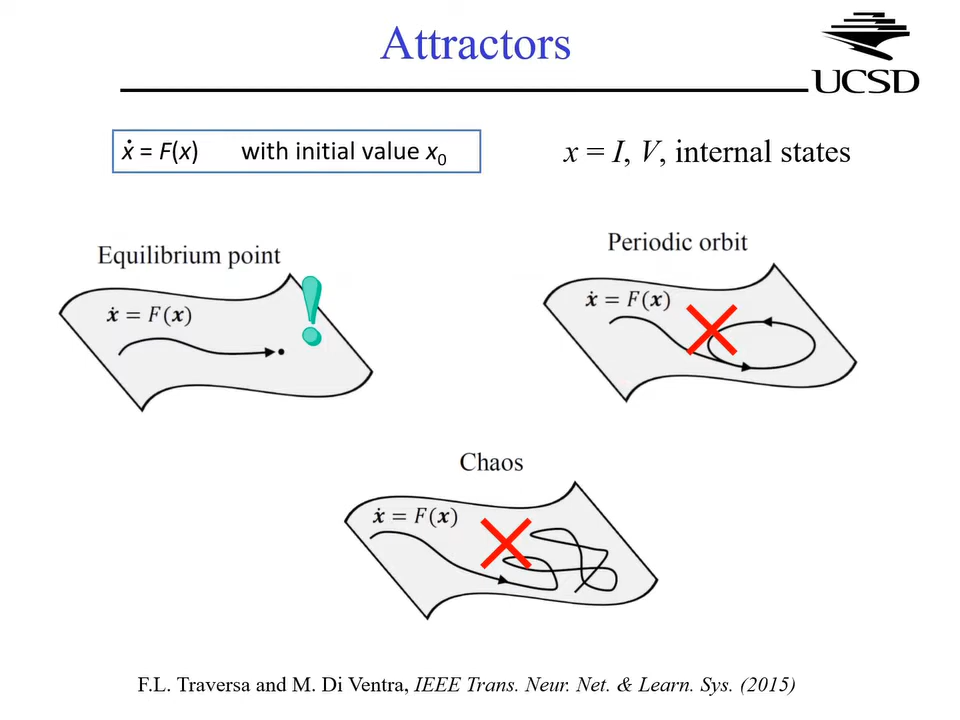 Attractors
UCSD
ẋ = F(x) with initial value x₀
x = I, V, internal states
Equilibrium point
ẋ = F(x)
!
Periodic orbit
ẋ = F(x)
Chaos
ẋ = F(x)
F.L. Traversa and M. Di Ventra, IEEE Trans. Neur. Net. & Learn. Sys. (2015)